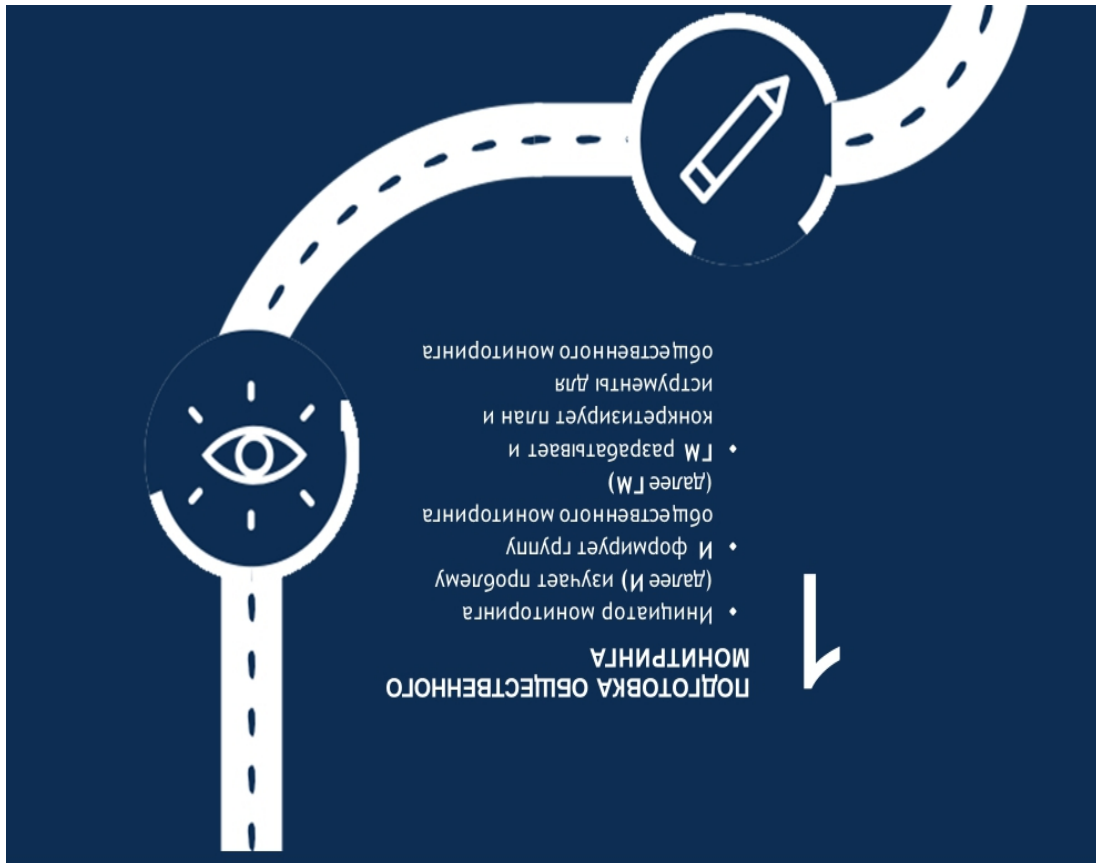 1
ПОДГОТОВКА ОБЩЕСТВЕННОГО
МОНИТРИНГА
• Инициатор мониторинга
(далее И) изучает проблему
• И формирует группу
общественного мониторинга
(далее ГМ)
• ГМ разрабатывает и
конкретизирует план и
иструменты для
общественного мониторинга